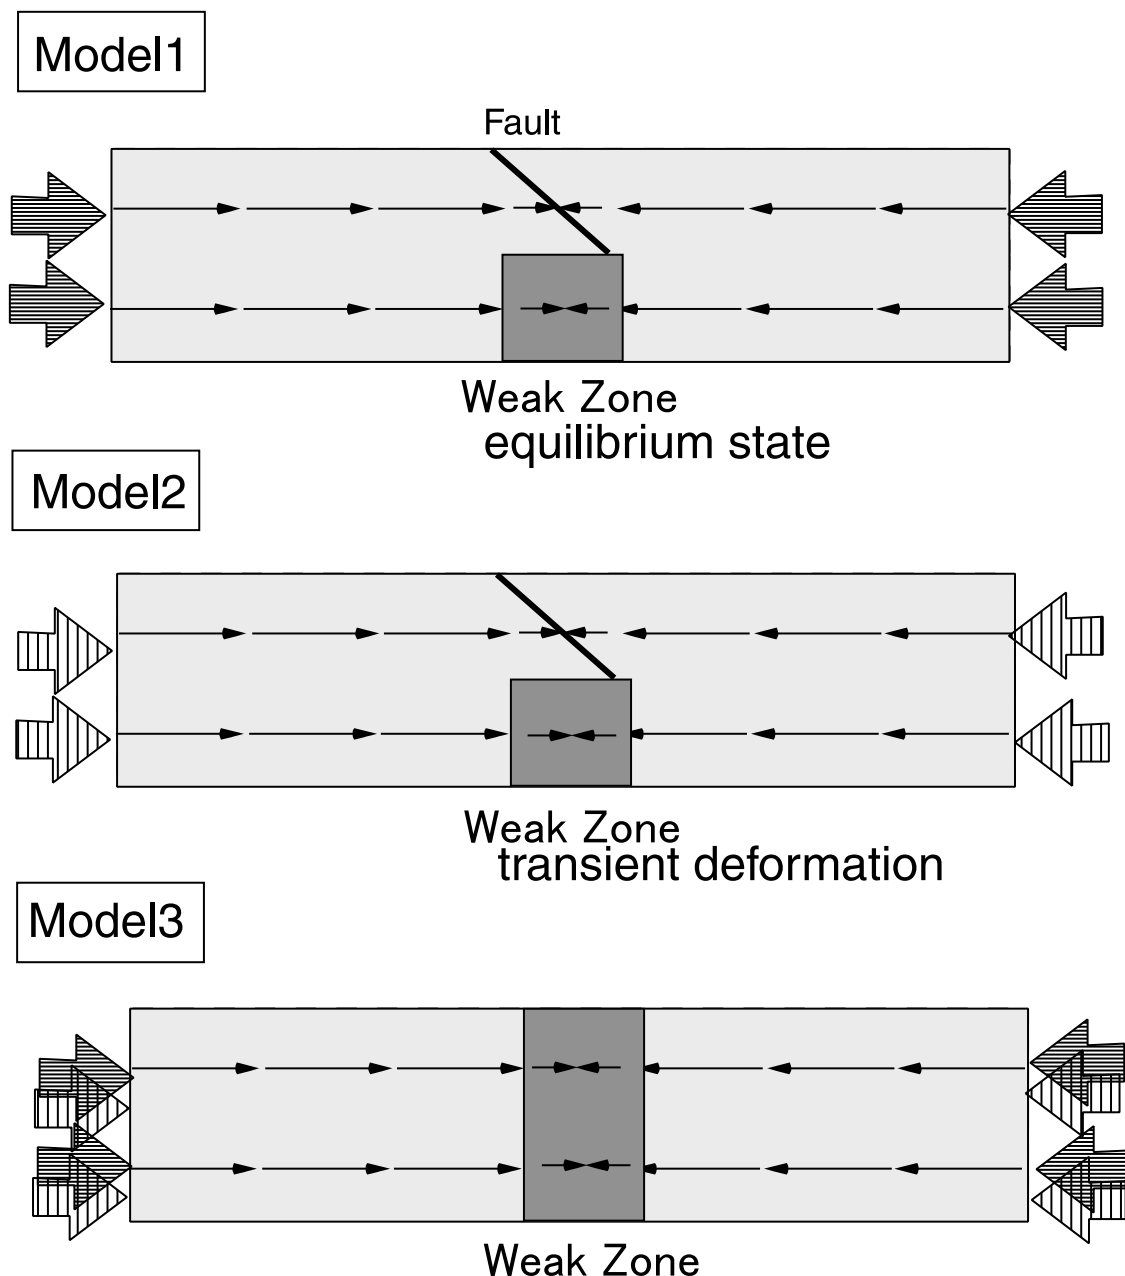 Model1
Fault
Weak Zone
equilibrium state
Model2
Weak Zone
transient deformation
Model3
Weak Zone